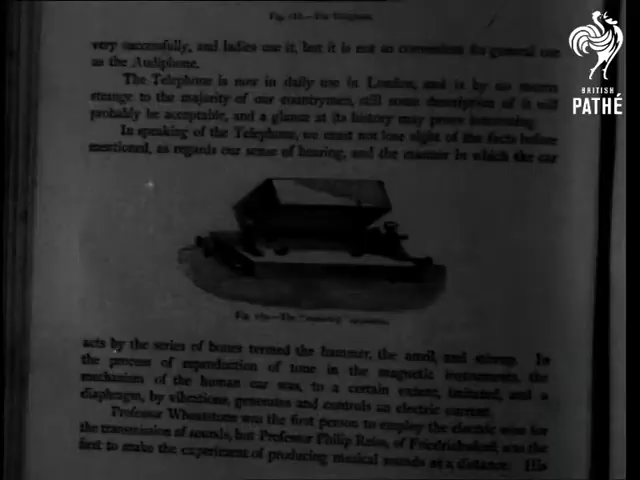 BRITISH
PATHÉ
very successfully, and ladies use it, but it is not so convenient for general use
as the Audiphone.
The Telephone is now in daily use in London, and is by no means
strange to the majority of our countrymen, still some description of it will
probably be acceptable, and a glance at its history may prove interesting.
In speaking of the Telephone, we must not lose sight of the facts before
mentioned, as regards our sense of hearing, and the manner in which the ear
Fig. The apparatus.
acts by the series of bones termed the hammer, the anvil, and stirrup. In
the process of reproduction of tone in the magnetic instruments, the
mechanism of the human ear was, to a certain extent, imitated, and a
diaphragm, by vibrations, generates and controls an electric current.
Professor Wheatstone was the first person to employ the electric wire for
the transmission of sounds, but Professor Philip Reiss, of Friedrichsdorf, was the
first to make the experiment of producing musical sounds at a distance. His